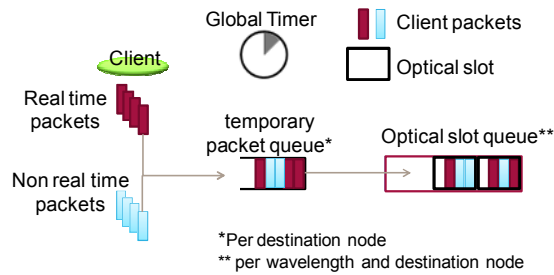 Global Timer
Client packets
Optical slot
Client
Real time
packets
temporary
packet queue*
Optical slot queue**
Non real time
packets
*Per destination node
** per wavelength and destination node